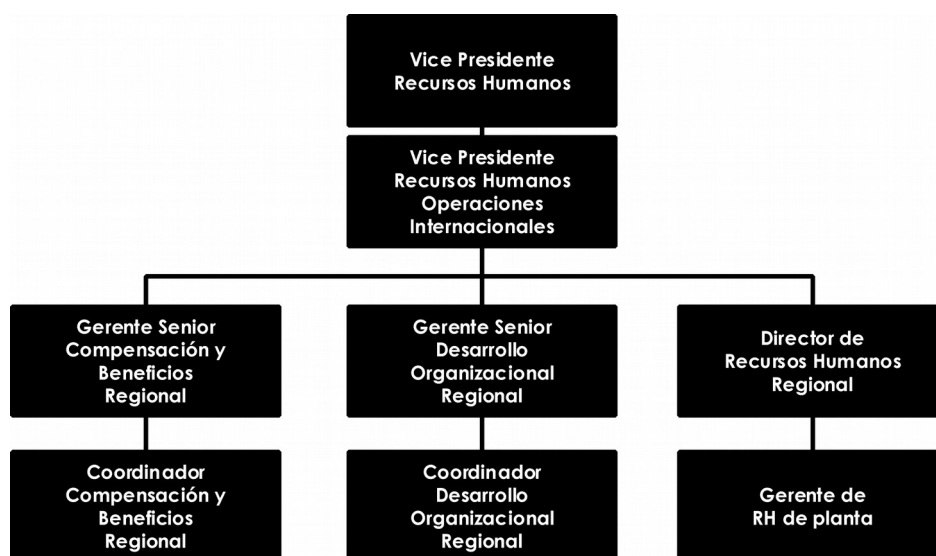 Vice Presidente
Recursos Humanos
Vice Presidente
Recursos Humanos
Operaciones
Internacionales
Gerente Senior
Compensación y
Beneficios
Regional
Gerente Senior
Desarrollo
Organizacional
Regional
Director de
Recursos Humanos
Regional
Coordinador
Compensación y
Beneficios
Regional
Coordinador
Desarrollo
Organizacional
Regional
Gerente de
RH de planta